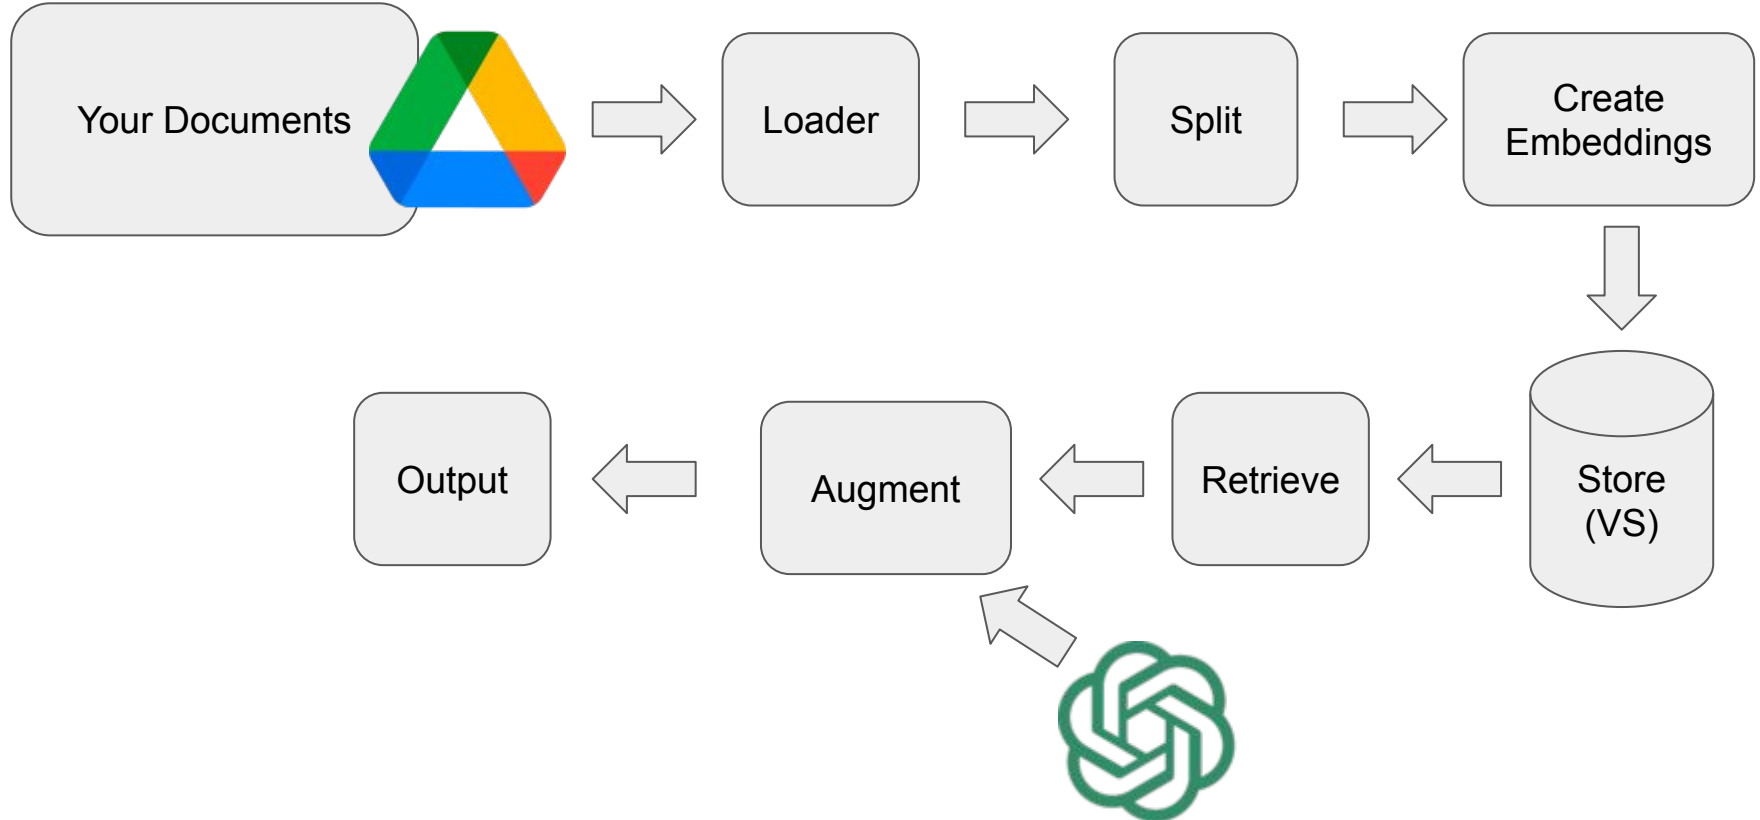 Your Documents
Loader
Split
Create
Embeddings
Store
(VS)
Retrieve
Augment
Output